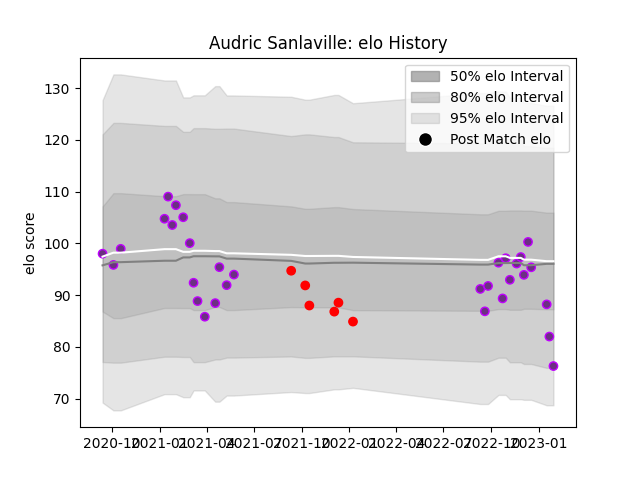 Audric Sanlaville: elo History
50% elo Interval
80% elo Interval
95% elo Interval
Post Match elo
elo score
130
120
110
100
90
80
70
2020-10 2021-01 2021-04 2021-07 2021-10 2022-01 2022-04 2022-07 2022-10 2023-01